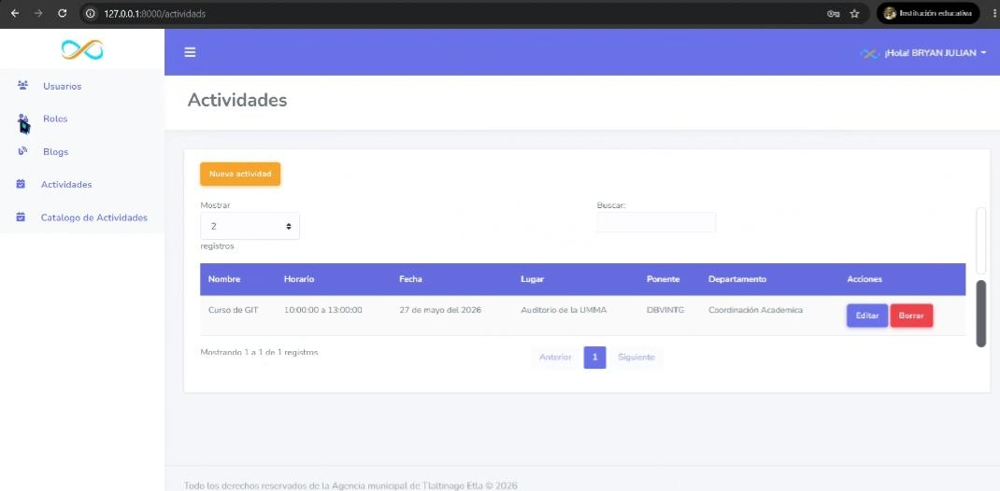 127.0.0.1:8000/actividads
Institución educativa
¡Hola! BRYAN JULIAN
Usuarios
Roles
Blogs
Actividades
Catalogo de Actividades
Actividades
Nueva actividad
Mostrar
2
registros
Buscar:
Nombre Horario Fecha Lugar Ponente Departamento Acciones
Curso de GIT 10:00:00 a 13:00:00 27 de mayo del 2026 Auditorio de la UMMA DBVINTG Coordinación Academica Editar Borrar
Mostrando 1 a 1 de 1 registros
Anterior 1 Siguiente
Todo los derechos reservados de la Agencia municipal de Tlaltinago Etla © 2026